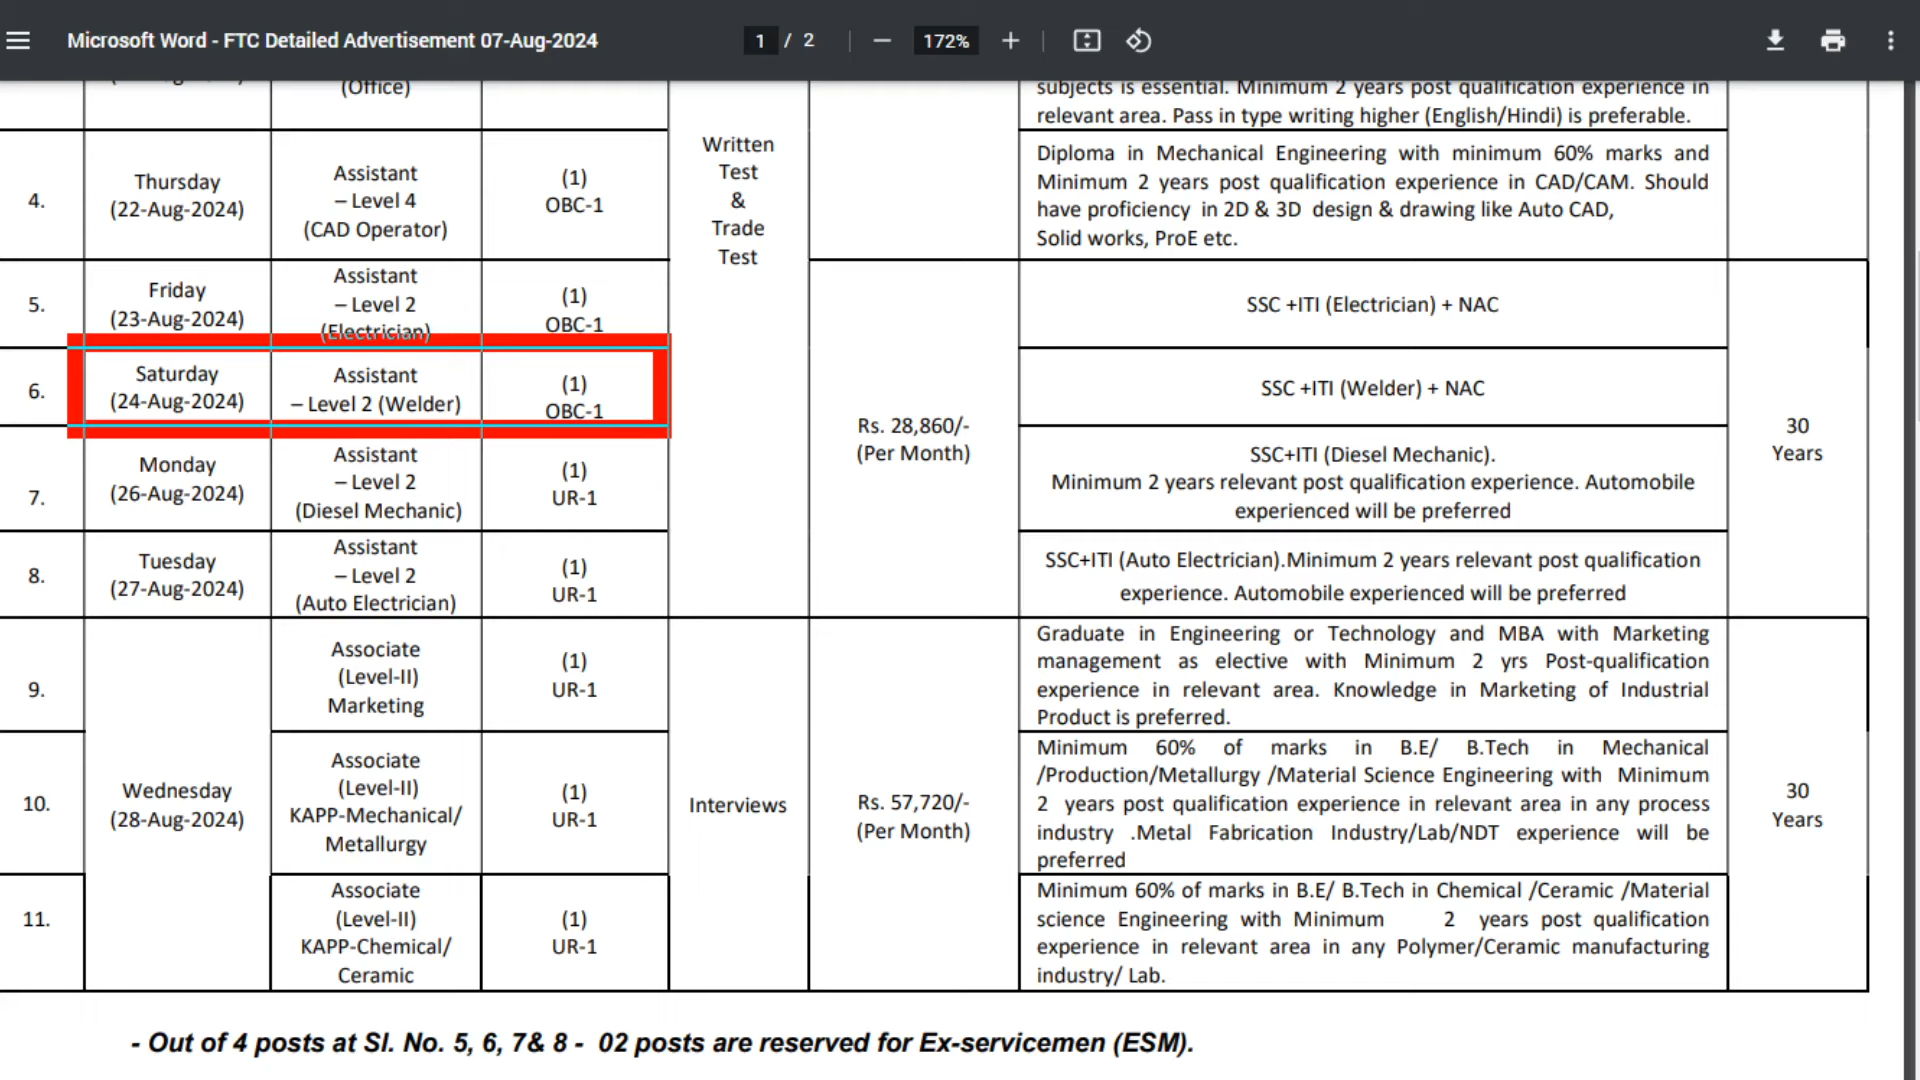 Microsoft Word - FTC Detailed Advertisement 07-Aug-2024
1 / 2
172%
(Office)
subjects is essential. Minimum 2 years post qualification experience in
relevant area. Pass in type writing higher (English/Hindi) is preferable.
Written
Test
&
Trade
Test
4.
Thursday
(22-Aug-2024)
Assistant
– Level 4
(CAD Operator)
(1)
OBC-1
Diploma in Mechanical Engineering with minimum 60% marks and
Minimum 2 years post qualification experience in CAD/CAM. Should
have proficiency in 2D & 3D design & drawing like Auto CAD,
Solid works, ProE etc.
5.
Friday
(23-Aug-2024)
Assistant
– Level 2
(Electrician)
(1)
OBC-1
SSC +ITI (Electrician) + NAC
6.
Saturday
(24-Aug-2024)
Assistant
– Level 2 (Welder)
(1)
OBC-1
SSC +ITI (Welder) + NAC
Rs. 28,860/-
(Per Month)
30
Years
7.
Monday
(26-Aug-2024)
Assistant
– Level 2
(Diesel Mechanic)
(1)
UR-1
SSC+ITI (Diesel Mechanic).
Minimum 2 years relevant post qualification experience. Automobile
experienced will be preferred
8.
Tuesday
(27-Aug-2024)
Assistant
– Level 2
(Auto Electrician)
(1)
UR-1
SSC+ITI (Auto Electrician).Minimum 2 years relevant post qualification
experience. Automobile experienced will be preferred
9.
Associate
(Level-II)
Marketing
(1)
UR-1
Graduate in Engineering or Technology and MBA with Marketing
management as elective with Minimum 2 yrs Post-qualification
experience in relevant area. Knowledge in Marketing of Industrial
Product is preferred.
10.
Wednesday
(28-Aug-2024)
Associate
(Level-II)
KAPP-Mechanical/
Metallurgy
(1)
UR-1
Interviews
Rs. 57,720/-
(Per Month)
Minimum 60% of marks in B.E/ B.Tech in Mechanical
/Production/Metallurgy /Material Science Engineering with Minimum
2 years post qualification experience in relevant area in any process
industry .Metal Fabrication Industry/Lab/NDT experience will be
preferred
30
Years
11.
Associate
(Level-II)
KAPP-Chemical/
Ceramic
(1)
UR-1
Minimum 60% of marks in B.E/ B.Tech in Chemical /Ceramic /Material
science Engineering with Minimum 2 years post qualification
experience in relevant area in any Polymer/Ceramic manufacturing
industry/ Lab.
- Out of 4 posts at Sl. No. 5, 6, 7& 8 - 02 posts are reserved for Ex-servicemen (ESM).